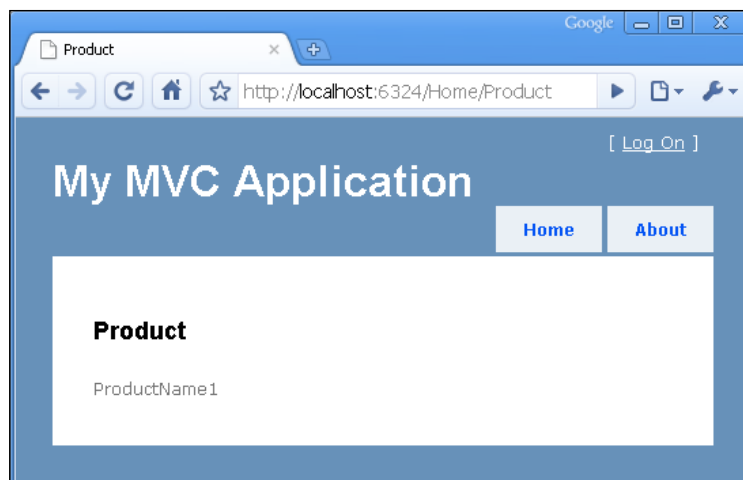 Google
Product
http://localhost:6324/Home/Product
[ Log On ]
My MVC Application
Home
About
Product
ProductName1